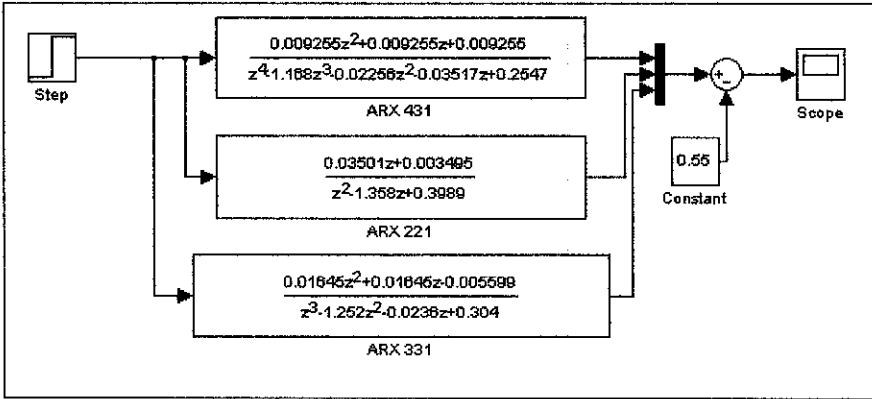 0.009255z²+0.009255z+0.009255
z⁴-1.168z³-0.02256z²-0.03517z+0.2547
ARX 431
Step
+
-
Scope
0.03501z+0.003495
z²-1.358z+0.3989
ARX 221
0.55
Constant
0.01645z²+0.01645z-0.005599
z³-1.252z²-0.0236z+0.304
ARX 331